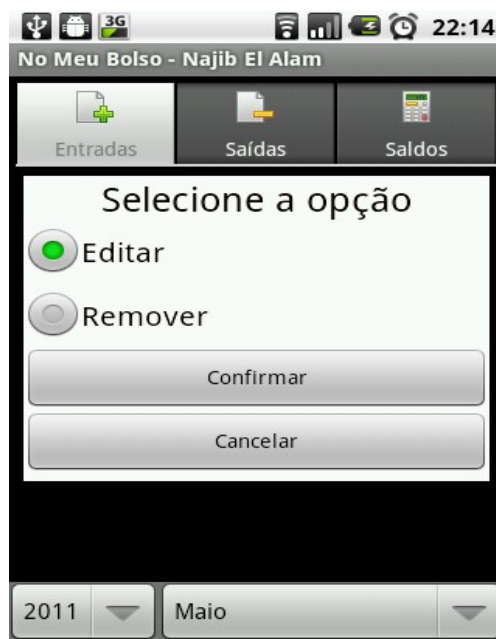 3G 22:14
No Meu Bolso - Najib El Alam
Entradas Saídas Saldos
Selecione a opção
Editar
Remover
Confirmar
Cancelar
2011 Maio